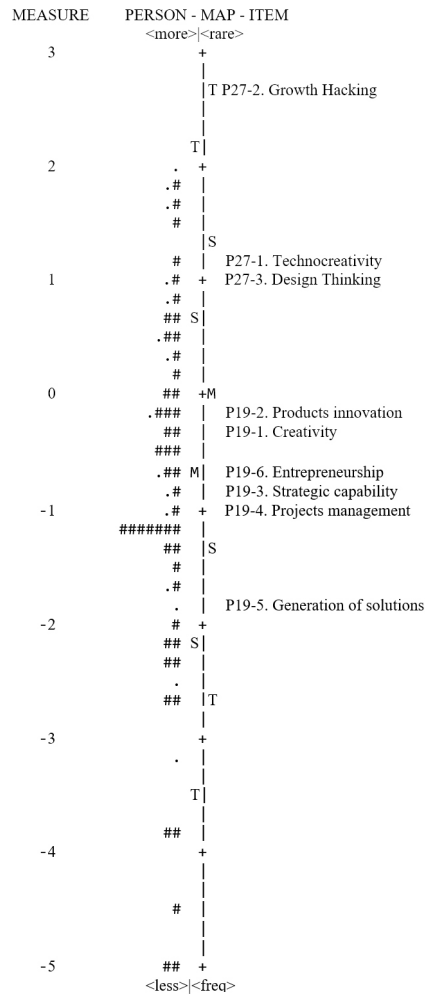 MEASURE PERSON - MAP - ITEM
<more>|<rare>
3 +
|
|
|T P27-2. Growth Hacking
|
|
T|
2 . +
.# |
.# |
# |
|S
# | P27-1. Technocreativity
1 .# + P27-3. Design Thinking
.# |
## S|
.## |
.# |
# |
0 ## +M
.### | P19-2. Products innovation
## | P19-1. Creativity
### |
.## M| P19-6. Entrepreneurship
.# | P19-3. Strategic capability
-1 .# + P19-4. Projects management
####### |
## |S
# |
.# |
. | P19-5. Generation of solutions
-2 # +
## S|
## |
. |
## |T
|
-3 +
. |
|
T|
|
## |
-4 +
|
|
# |
|
|
-5 ## +
<less>|<freq>